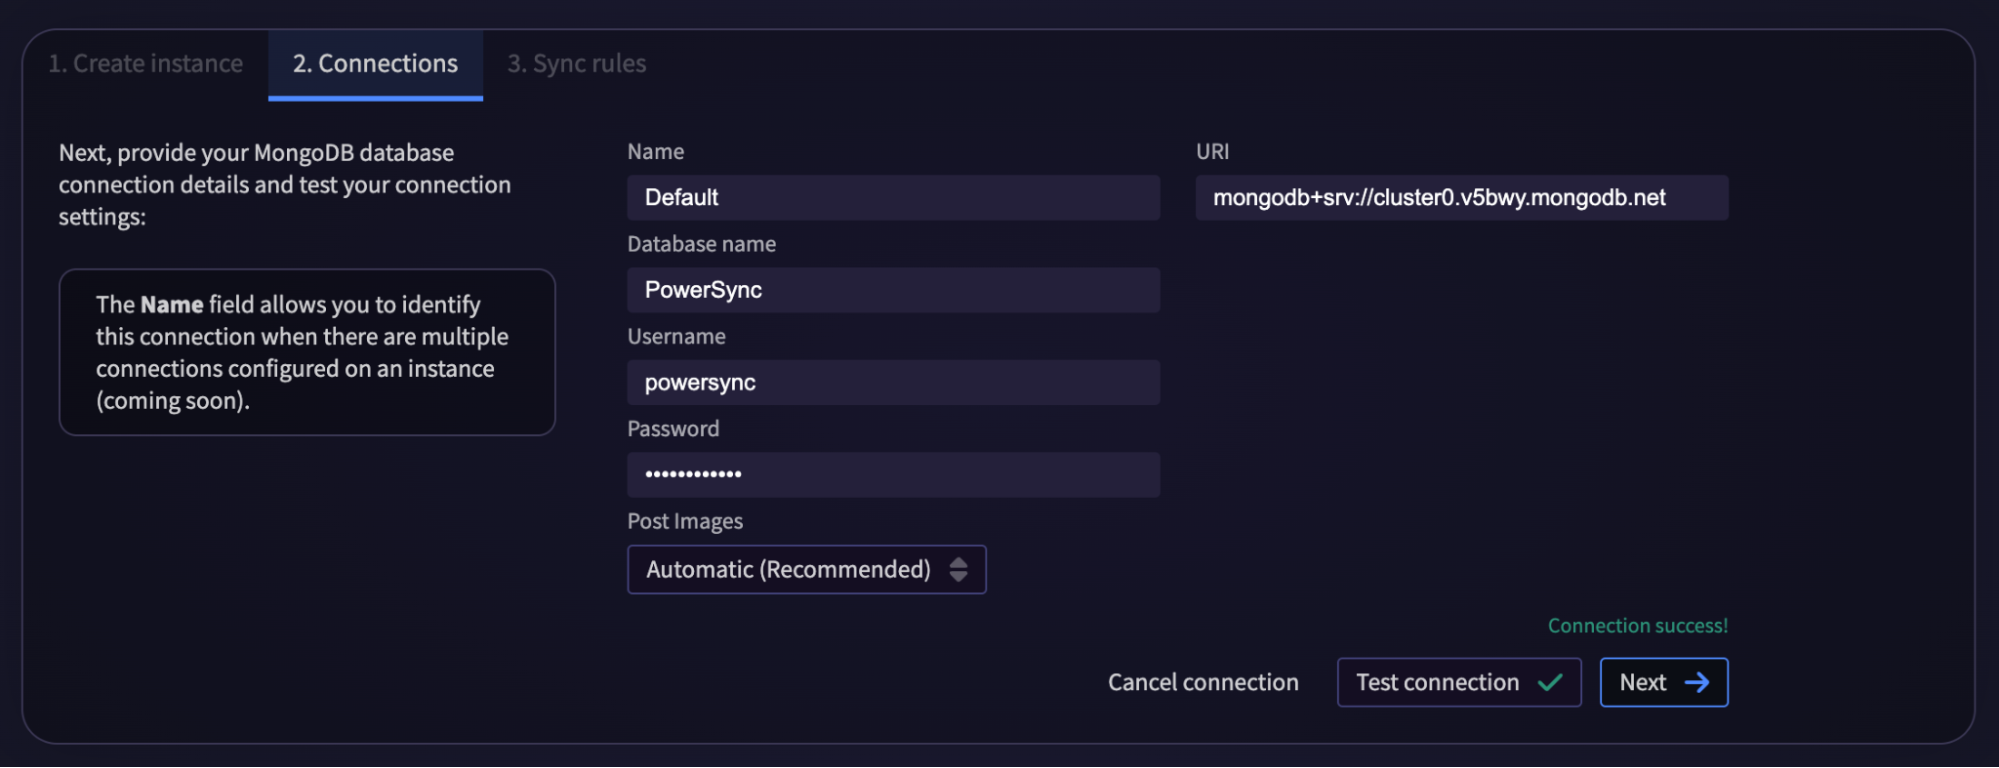 1. Create instance
2. Connections
3. Sync rules
Next, provide your MongoDB database
connection details and test your connection
settings:
The Name field allows you to identify
this connection when there are multiple
connections configured on an instance
(coming soon).
Name
Default
Database name
PowerSync
Username
powersync
Password
••••••••••••
Post Images
Automatic (Recommended)
URI
mongodb+srv://cluster0.v5bwy.mongodb.net
Connection success!
Cancel connection
Test connection
Next